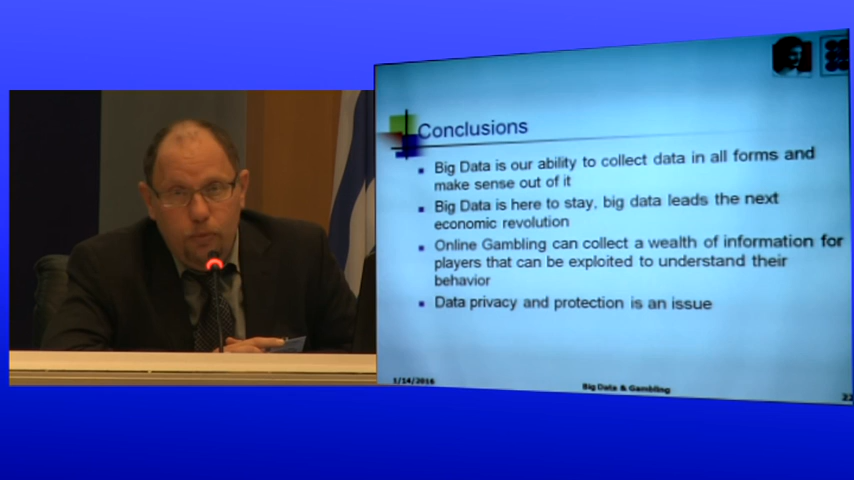 Conclusions
Big Data is our ability to collect data in all forms and
make sense out of it
Big Data is here to stay, big data leads the next
economic revolution
Online Gambling can collect a wealth of information for
players that can be exploited to understand their
behavior
Data privacy and protection is an issue
1/14/2016
Big Data & Gambling
22